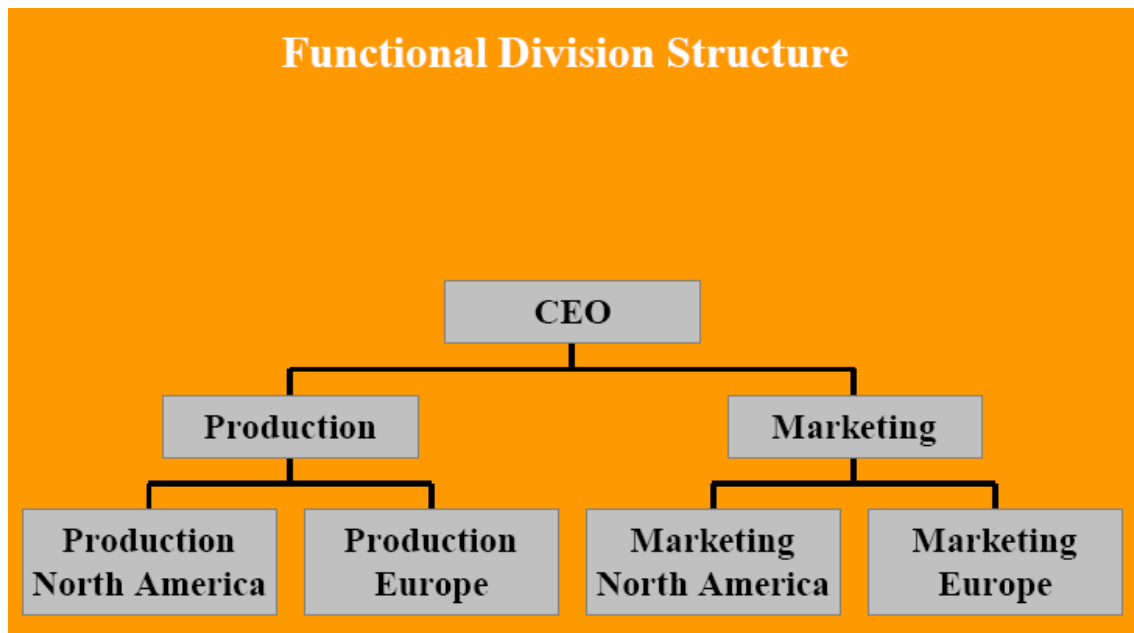 Functional Division Structure
CEO
Production
Marketing
Production
North America
Production
Europe
Marketing
North America
Marketing
Europe